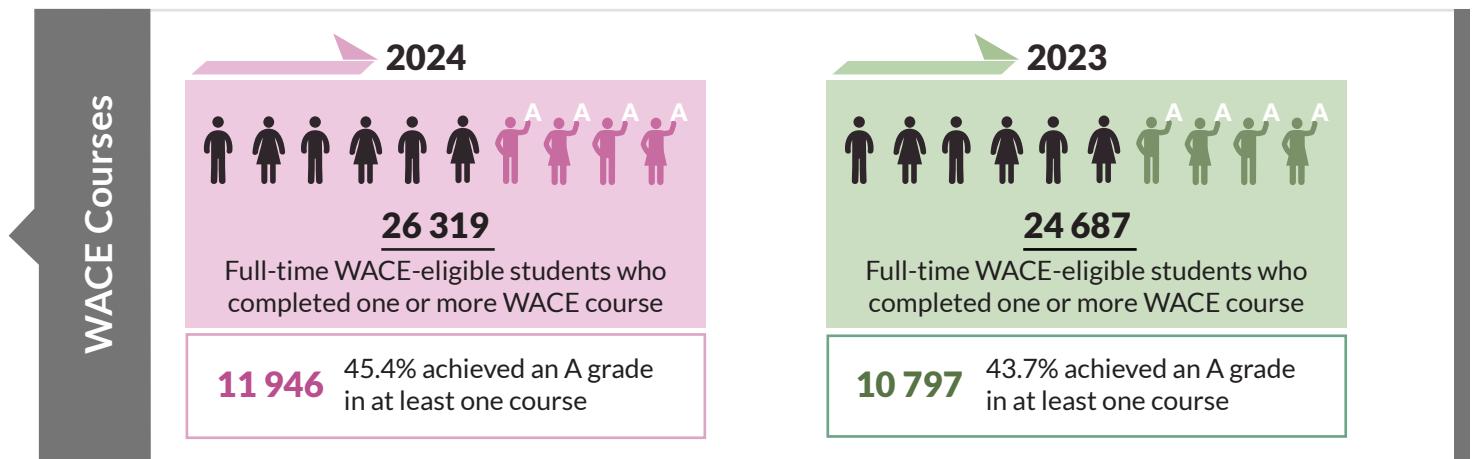 WACE Courses
2024
A A A A
26 319
Full-time WACE-eligible students who
completed one or more WACE course
11 946
45.4% achieved an A grade
in at least one course
2023
A A A A
24 687
Full-time WACE-eligible students who
completed one or more WACE course
10 797
43.7% achieved an A grade
in at least one course